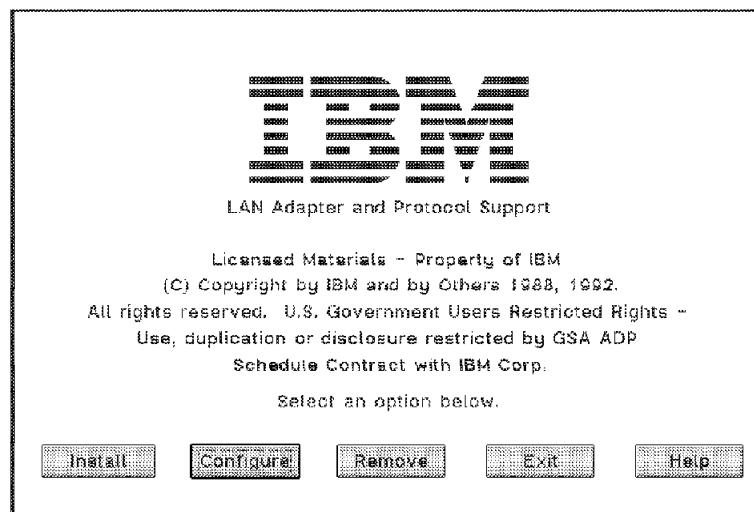 IBM
LAN Adapter and Protocol Support
Licensed Materials - Property of IBM
(C) Copyright by IBM and by Others 1988, 1992.
All rights reserved. U.S. Government Users Restricted Rights -
Use, duplication or disclosure restricted by GSA ADP
Schedule Contract with IBM Corp.
Select an option below.
Install Configure Remove Exit Help